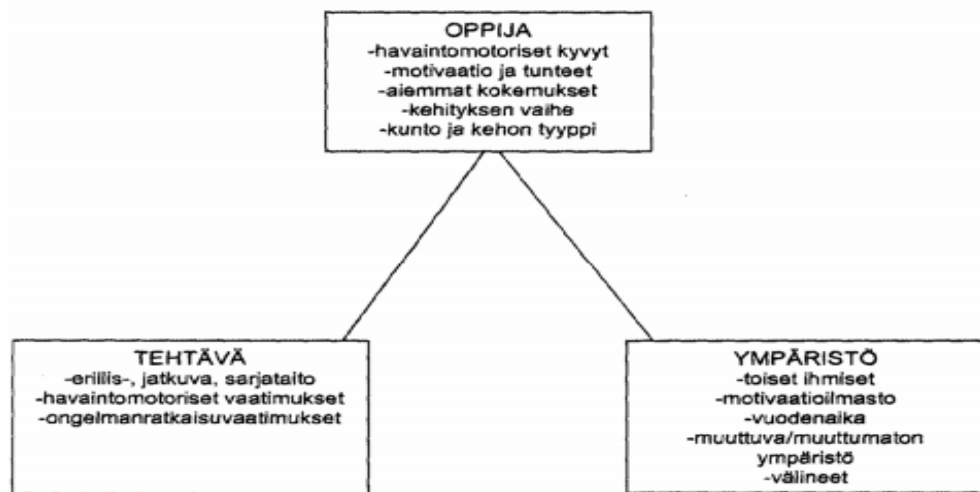 OPPIJA
-havaintomotoriset kyvyt
-motivaatio ja tunteet
-aiemmat kokemukset
-kehityksen vaihe
-kunto ja kehon tyyppi
TEHTÄVÄ
-erillis-, jatkuva, sarjataito
-havaintomotoriset vaatimukset
-ongelmanratkaisuvaatimukset
YMPÄRISTÖ
-toiset ihmiset
-motivaatioilmasto
-vuodenaika
-muuttuva/muuttumaton
ympäristö
-välineet